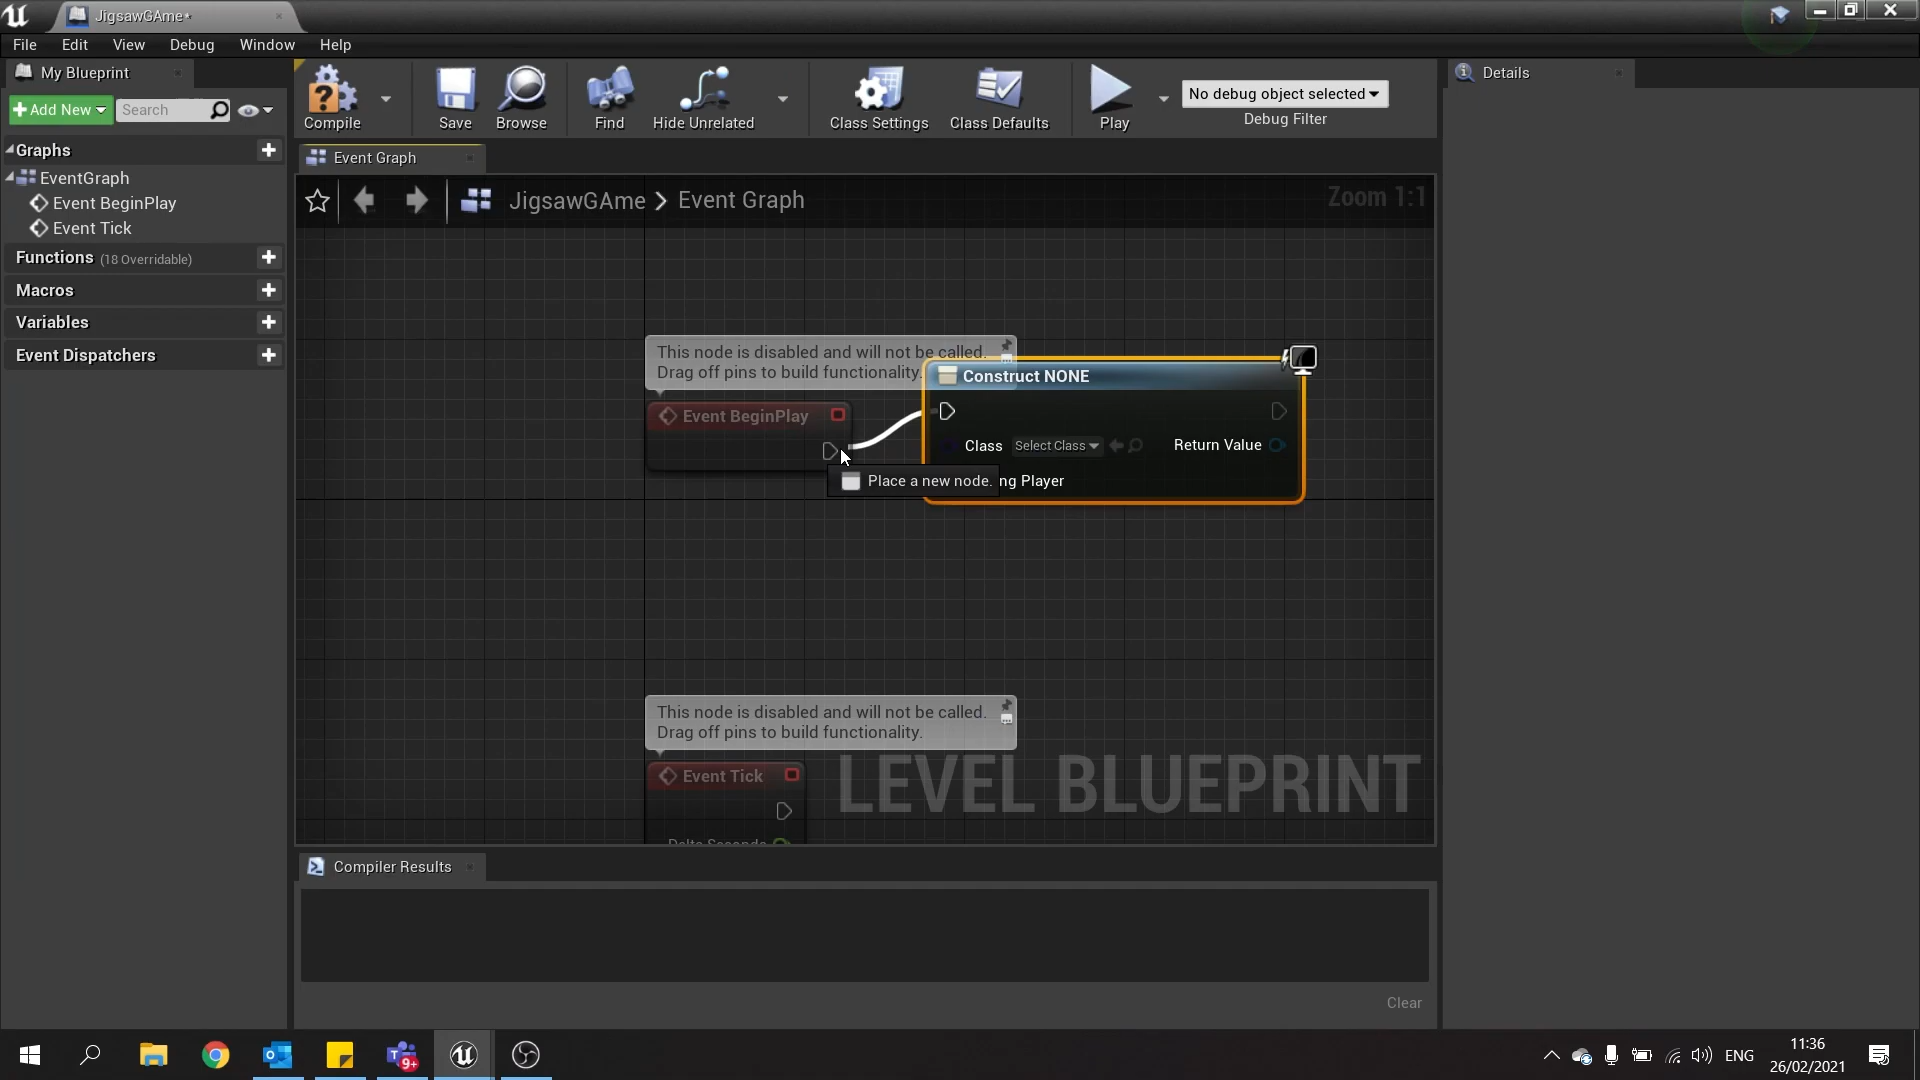 JigsawGAme*
File Edit View Debug Window Help
My Blueprint
Add New Search
Graphs
EventGraph
Event BeginPlay
Event Tick
Functions (18 Overridable)
Macros
Variables
Event Dispatchers
Compile
Save
Browse
Find
Hide Unrelated
Class Settings
Class Defaults
Play
No debug object selected
Debug Filter
Event Graph
JigsawGAme > Event Graph
Zoom 1:1
This node is disabled and will not be called.
Drag off pins to build functionality.
Event BeginPlay
Construct NONE
Class Select Class
Return Value
Place a new node.
ng Player
This node is disabled and will not be called.
Drag off pins to build functionality.
Event Tick
Delta Seconds
LEVEL BLUEPRINT
Compiler Results
Clear
Details
9+
ENG
11:36
26/02/2021